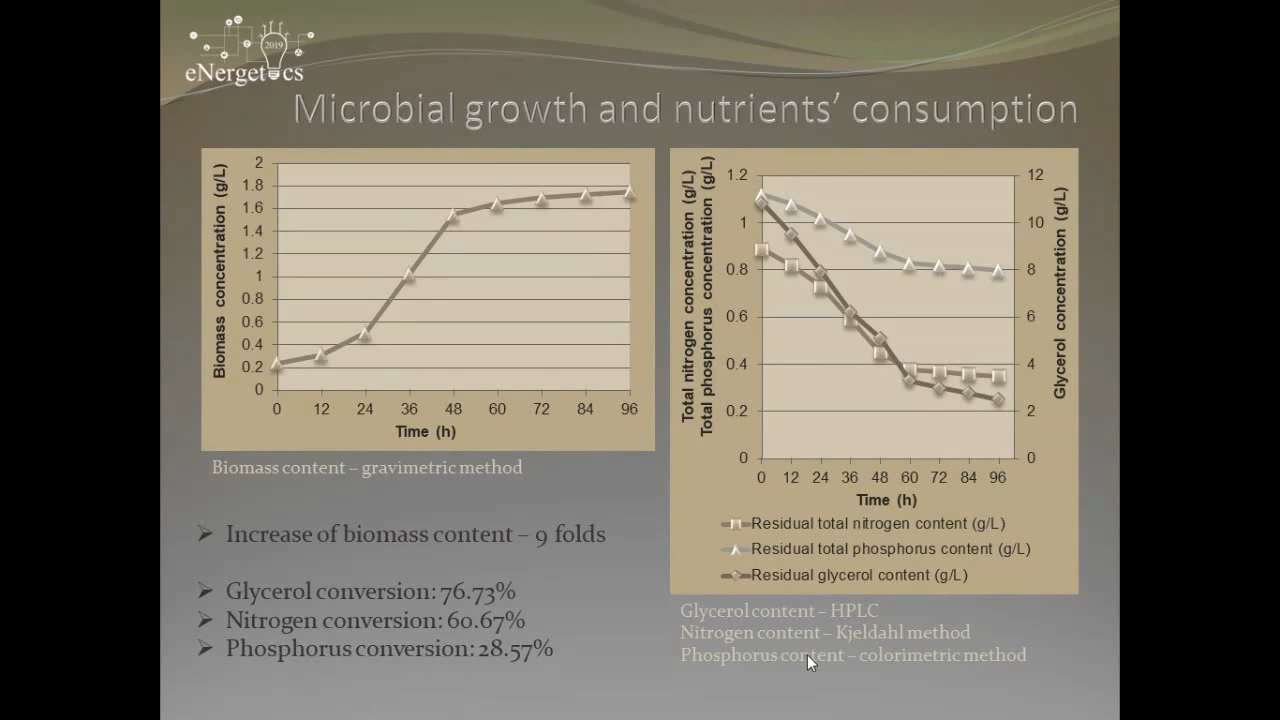 2019
eNergetics
Microbial growth and nutrients' consumption
Biomass concentration (g/L)
2
1.8
1.6
1.4
1.2
1
0.8
0.6
0.4
0.2
0
0 12 24 36 48 60 72 84 96
Time (h)
Biomass content – gravimetric method
Increase of biomass content – 9 folds
Glycerol conversion: 76.73%
Nitrogen conversion: 60.67%
Phosphorus conversion: 28.57%
Total nitrogen concentration (g/L)
Total phosphorus concentration (g/L)
1.2
1
0.8
0.6
0.4
0.2
0
12
10
8
6
4
2
0
Glycerol concentration (g/L)
0 12 24 36 48 60 72 84 96
Time (h)
Residual total nitrogen content (g/L)
Residual total phosphorus content (g/L)
Residual glycerol content (g/L)
Glycerol content – HPLC
Nitrogen content – Kjeldahl method
Phosphorus content – colorimetric method